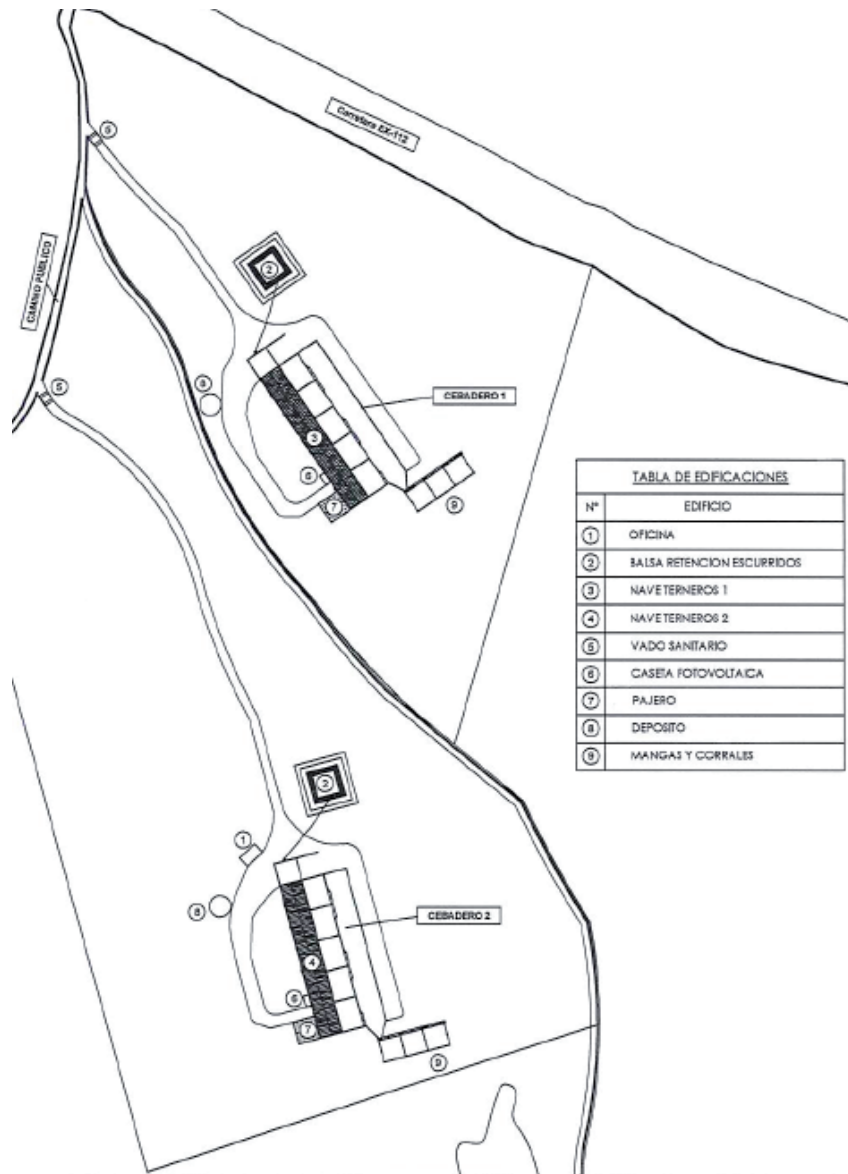 Carretera EX-112
5
CAMINO PUBLICO
2
5
8
CEBADERO 1
3
6
7
9
TABLA DE EDIFICACIONES
Nº EDIFICIO
1 OFICINA
2 BALSA RETENCION ESCURRIDOS
3 NAVE TERNEROS 1
4 NAVE TERNEROS 2
5 VADO SANITARIO
6 CASETA FOTOVOLTAICA
7 PAJERO
8 DEPOSITO
9 MANGAS Y CORRALES
2
1
8
CEBADERO 2
4
6
7
9